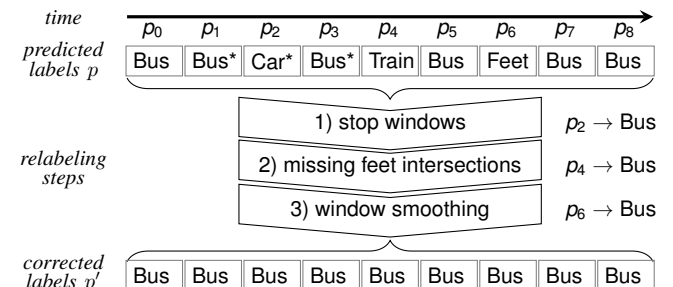 time
p0 p1 p2 p3 p4 p5 p6 p7 p8
predicted labels p
Bus Bus* Car* Bus* Train Bus Feet Bus Bus
1) stop windows p2 → Bus
relabeling steps
2) missing feet intersections p4 → Bus
3) window smoothing p6 → Bus
corrected labels p′
Bus Bus Bus Bus Bus Bus Bus Bus Bus